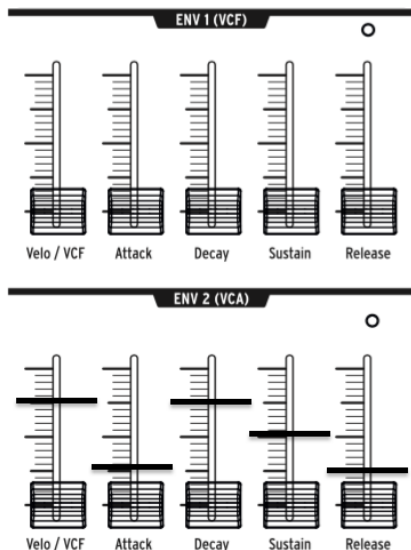 ENV 1 (VCF)
Velo / VCF Attack Decay Sustain Release
ENV 2 (VCA)
Velo / VCF Attack Decay Sustain Release